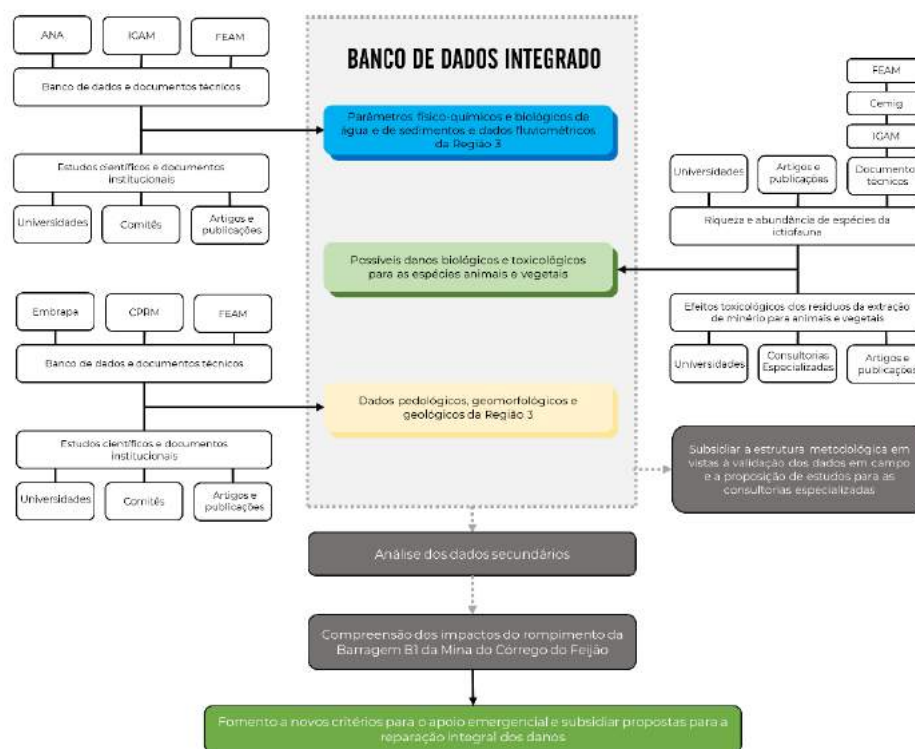 ANA
IGAM
FEAM
Banco de dados e documentos técnicos
Estudos científicos e documentos
institucionais
Universidades
Comitês
Artigos e
publicações
Embrapa
CPRM
FEAM
Banco de dados e documentos técnicos
Estudos científicos e documentos
institucionais
Universidades
Comitês
Artigos e
publicações
BANCO DE DADOS INTEGRADO
Parâmetros físico-químicos e biológicos da
água e de sedimentos e dados fluviométricos
da Região 3
Possíveis danos biológicos e toxicológicos
para as espécies animais e vegetais
Dados pedológicos, geomorfológicos e
geológicos da Região 3
FEAM
Cemig
IGAM
Universidades
Artigos e
publicações
Documentos
técnicos
Riqueza e abundância de espécies da
ictiofauna
Efeitos toxicológicos dos resíduos da extração
de minério para animais e vegetais
Universidades
Consultorias
Especializadas
Artigos e
publicações
Subsidiar a estrutura metodológica em
vistas à validação dos dados em campo
e a proposição de estudos para as
consultorias especializadas
Análise dos dados secundários
Compreensão dos impactos do rompimento da
Barragem B1 da Mina do Córrego do Feijão
Fomento a novos critérios para o apoio emergencial e subsidiar propostas para a
reparação integral dos danos